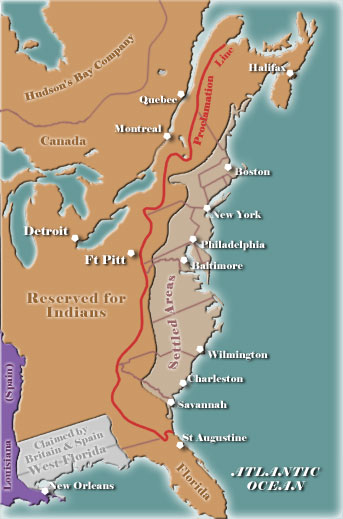 Hudson's Bay Company
Proclamation Line
Halifax
Quebec
Montreal
Canada
Boston
New York
Detroit
Philadelphia
Ft Pitt
Baltimore
Reserved for
Indians
Settled Areas
Wilmington
Charleston
Savannah
Louisiana (Spain)
Claimed by
Britain & Spain
West Florida
St Augustine
Florida
New Orleans
ATLANTIC
OCEAN